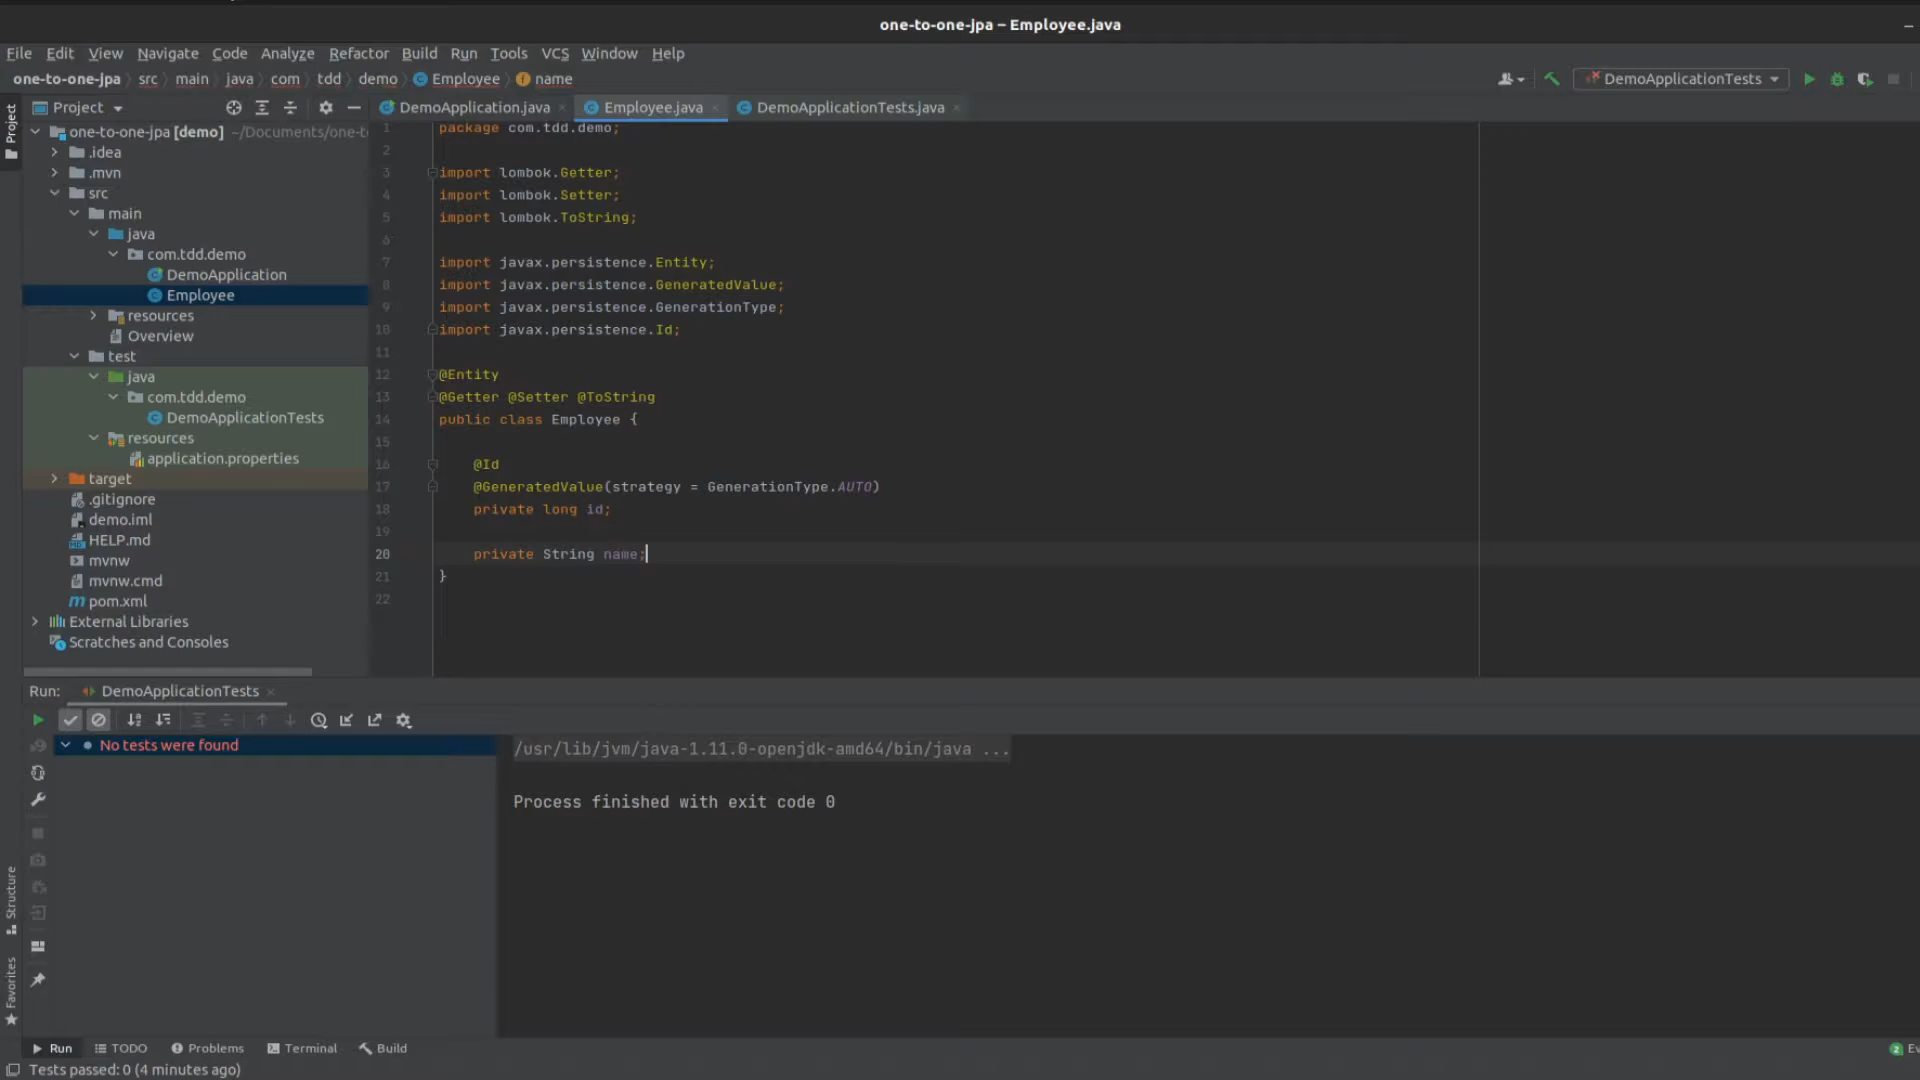 one-to-one-jpa – Employee.java
File Edit View Navigate Code Analyze Refactor Build Run Tools VCS Window Help
one-to-one-jpa src main java com tdd demo Employee name
DemoApplicationTests
Project
Project
DemoApplication.java Employee.java DemoApplicationTests.java
one-to-one-jpa [demo] ~/Documents/one-t
.idea
.mvn
src
main
java
com.tdd.demo
DemoApplication
Employee
resources
Overview
test
java
com.tdd.demo
DemoApplicationTests
resources
application.properties
target
.gitignore
demo.iml
HELP.md
mvnw
mvnw.cmd
pom.xml
External Libraries
Scratches and Consoles
1 package com.tdd.demo;
2
3 import lombok.Getter;
4 import lombok.Setter;
5 import lombok.ToString;
6
7 import javax.persistence.Entity;
8 import javax.persistence.GeneratedValue;
9 import javax.persistence.GenerationType;
10 import javax.persistence.Id;
11
12 @Entity
13 @Getter @Setter @ToString
14 public class Employee {
15
16 @Id
17 @GeneratedValue(strategy = GenerationType.AUTO)
18 private long id;
19
20 private String name;
21 }
22
Run: DemoApplicationTests
No tests were found
/usr/lib/jvm/java-1.11.0-openjdk-amd64/bin/java ...
Process finished with exit code 0
Structure
Favorites
Run TODO Problems Terminal Build
2 Ev
Tests passed: 0 (4 minutes ago)